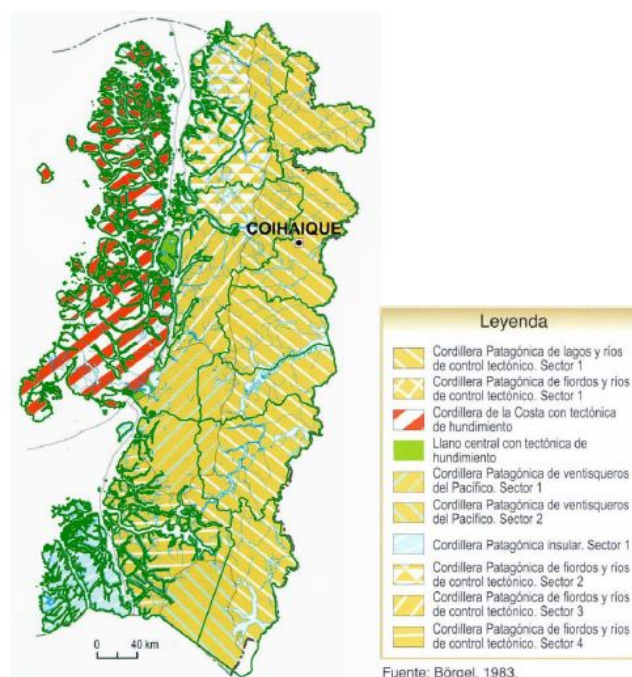 COIHAIQUE
0 40 km
Leyenda
Cordillera Patagónica de lagos y ríos
de control tectónico. Sector 1
Cordillera Patagónica de fiordos y ríos
de control tectónico. Sector 1
Cordillera de la Costa con tectónica
de hundimiento
Llano central con tectónica de
hundimiento
Cordillera Patagónica de ventisqueros
del Pacífico. Sector 1
Cordillera Patagónica de ventisqueros
del Pacífico. Sector 2
Cordillera Patagónica insular. Sector 1
Cordillera Patagónica de fiordos y ríos
de control tectónico. Sector 2
Cordillera Patagónica de fiordos y ríos
de control tectónico. Sector 3
Cordillera Patagónica de fiordos y ríos
de control tectónico. Sector 4
Fuente: Börgel, 1983.